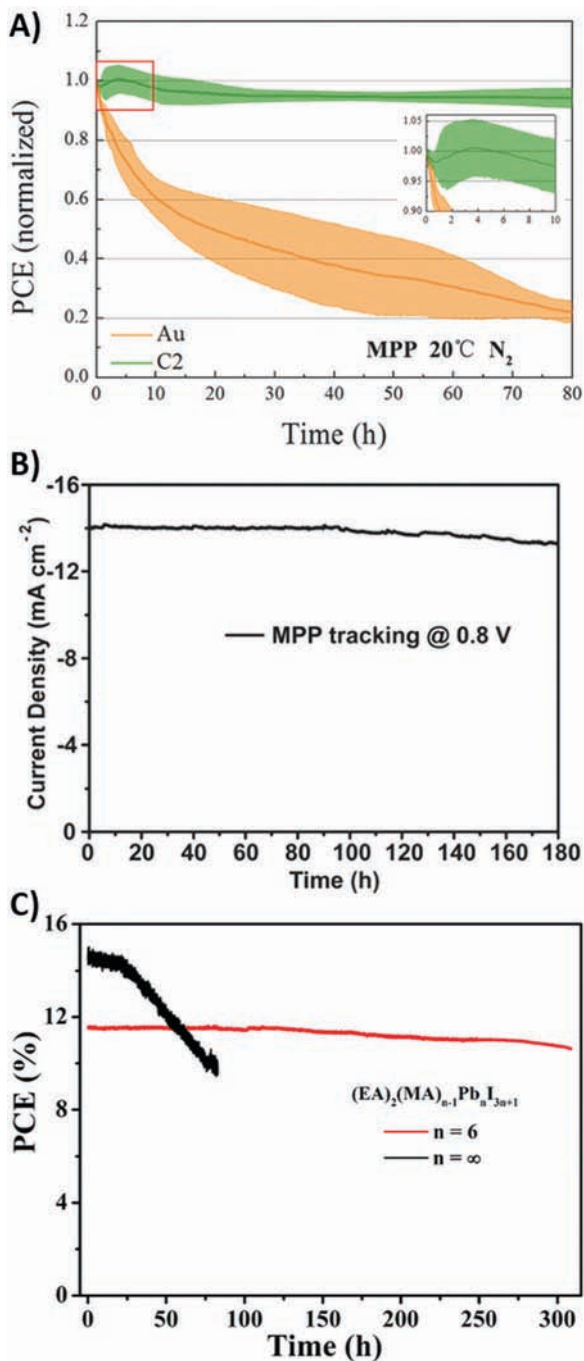 A)
PCE (normalized)
1.2
1.0
0.8
0.6
0.4
0.2
0.0
1.05
1.00
0.95
0.90
0 2 4 6 8 10
Au
C2
MPP 20℃ N₂
0 10 20 30 40 50 60 70 80
Time (h)
B)
Current Density (mA cm⁻²)
-16
-12
-8
-4
0
MPP tracking @ 0.8 V
0 20 40 60 80 100 120 140 160 180
Time (h)
C)
PCE (%)
16
12
8
4
0
(EA)₂(MA)ₙ₋₁PbₙI₃ₙ₊₁
n = 6
n = ∞
0 50 100 150 200 250 300
Time (h)